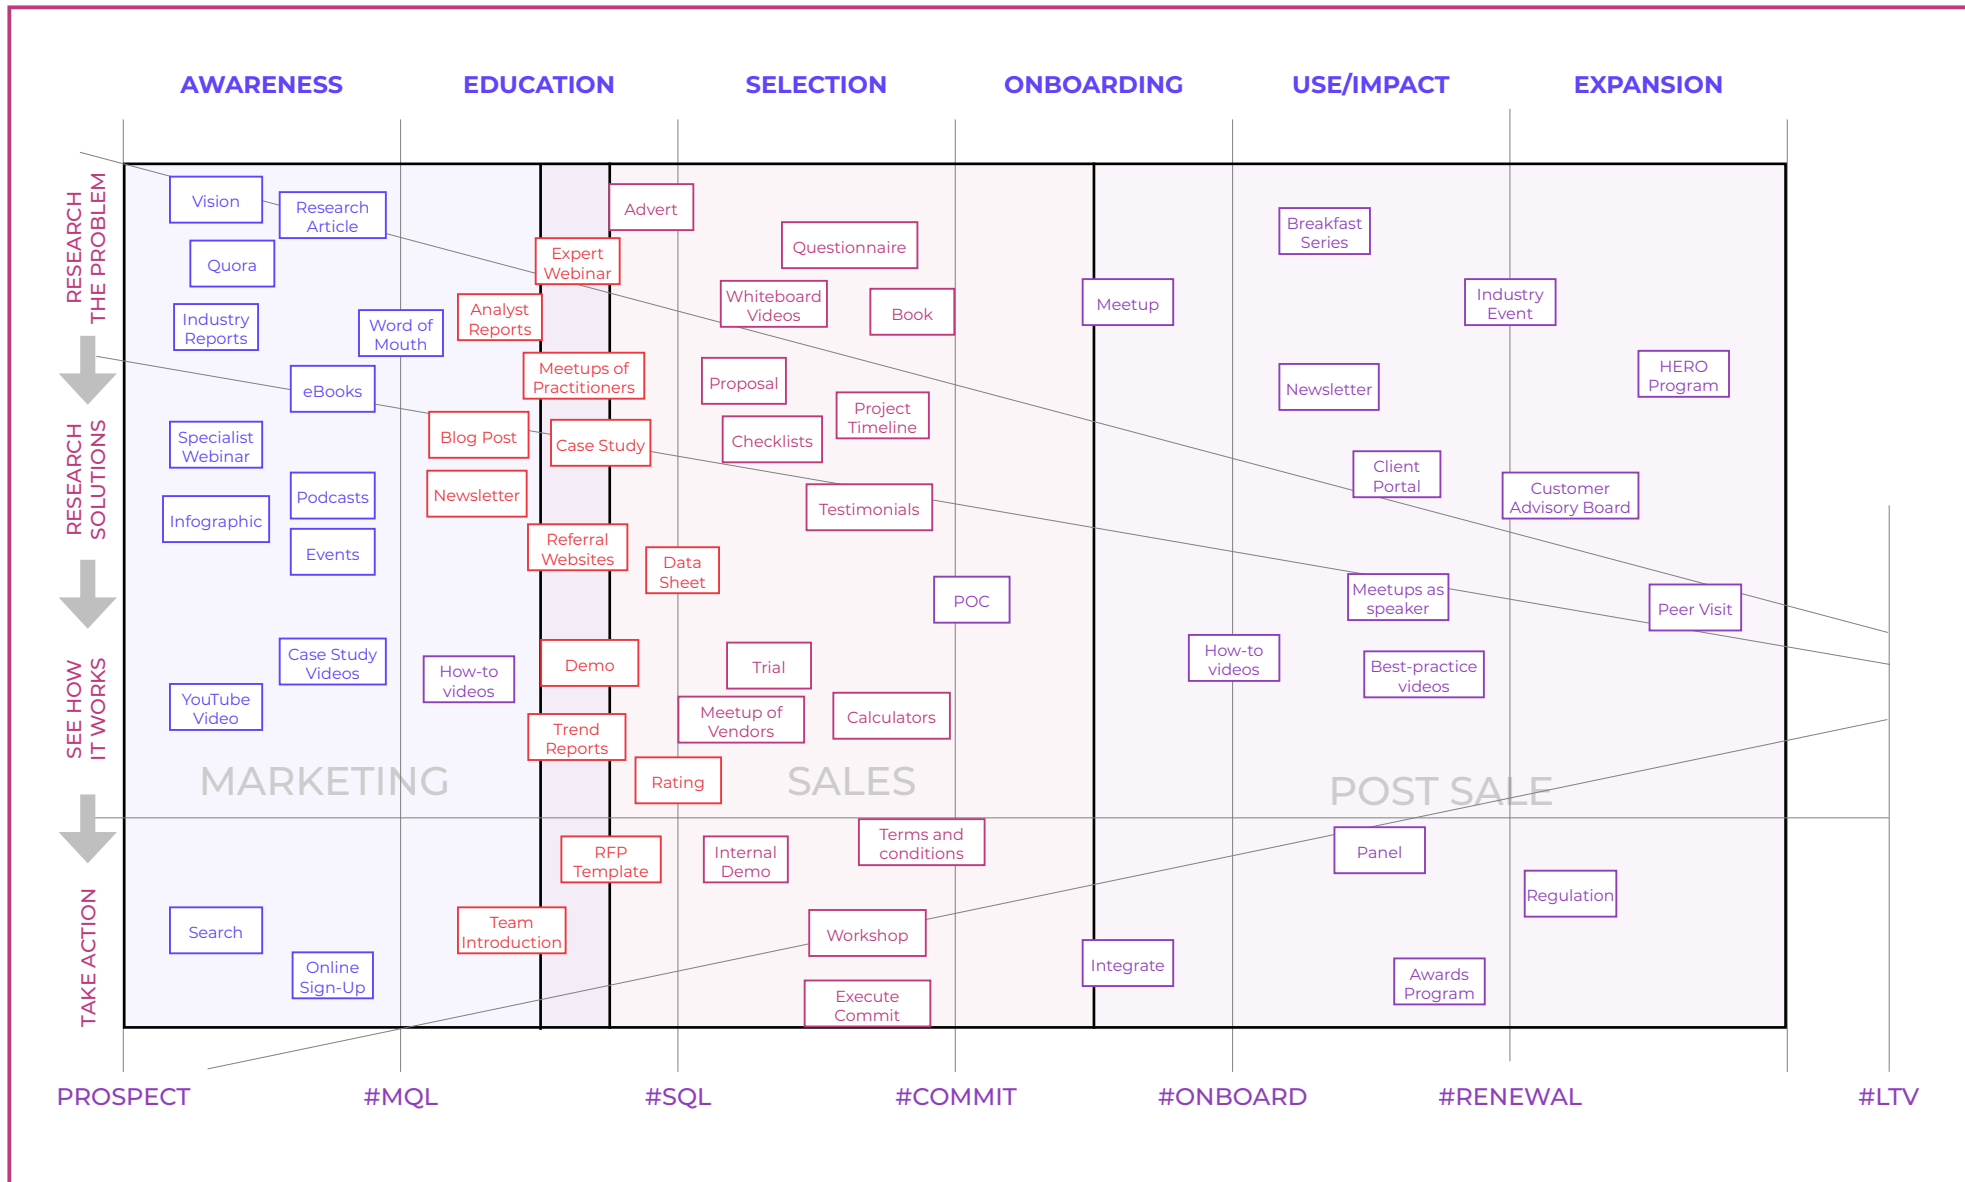 AWARENESS
EDUCATION
SELECTION
ONBOARDING
USE/IMPACT
EXPANSION
RESEARCH
THE PROBLEM
RESEARCH
SOLUTIONS
SEE HOW
IT WORKS
TAKE ACTION
Vision
Research
Article
Quora
Industry
Reports
Word of
Mouth
eBooks
Specialist
Webinar
Podcasts
Infographic
Events
Case Study
Videos
YouTube
Video
MARKETING
Search
Online
Sign-Up
Expert
Webinar
Analyst
Reports
Meetups of
Practitioners
Blog Post
Case Study
Newsletter
Referral
Websites
Data
Sheet
How-to
videos
Demo
Trend
Reports
Rating
RFP
Template
Team
Introduction
Advert
Questionnaire
Whiteboard
Videos
Book
Proposal
Project
Timeline
Checklists
Testimonials
POC
Trial
Meetup of
Vendors
Calculators
SALES
Terms and
conditions
Internal
Demo
Workshop
Execute
Commit
Breakfast
Series
Meetup
Industry
Event
Newsletter
HERO
Program
Client
Portal
Customer
Advisory Board
Meetups as
speaker
Peer Visit
How-to
videos
Best-practice
videos
POST SALE
Panel
Regulation
Integrate
Awards
Program
PROSPECT
#MQL
#SQL
#COMMIT
#ONBOARD
#RENEWAL
#LTV